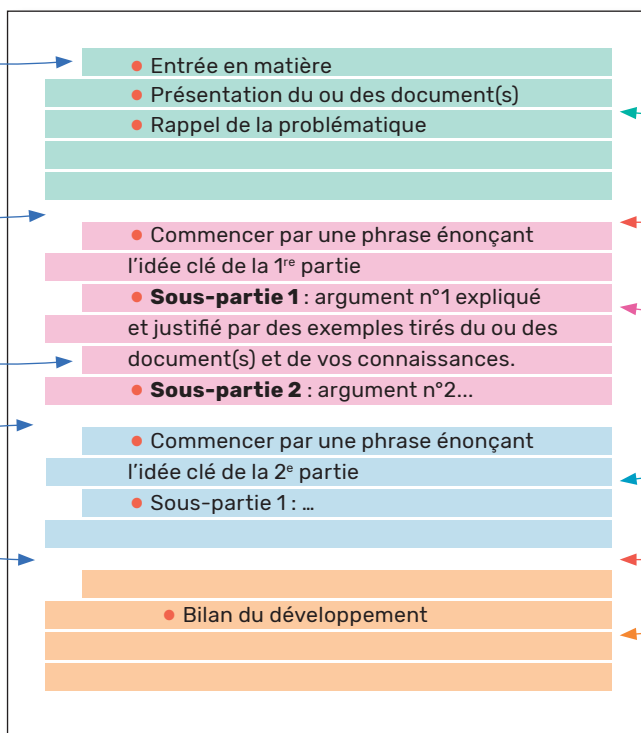 • Entrée en matière
• Présentation du ou des document(s)
• Rappel de la problématique
• Commencer par une phrase énonçant
l'idée clé de la 1re partie
• Sous-partie 1 : argument n°1 expliqué
et justifié par des exemples tirés du ou des
document(s) et de vos connaissances.
• Sous-partie 2 : argument n°2...
• Commencer par une phrase énonçant
l'idée clé de la 2e partie
• Sous-partie 1 : …
• Bilan du développement